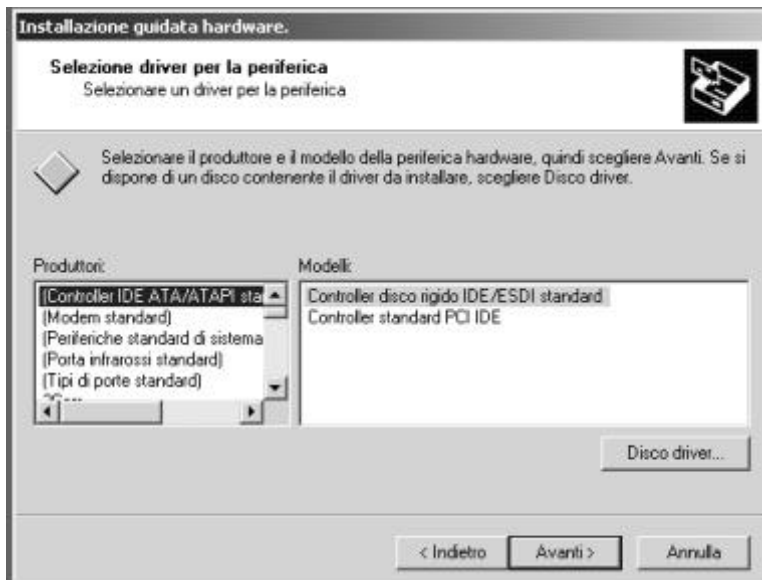 Installazione guidata hardware.
Selezione driver per la periferica
Selezionare un driver per la periferica
Selezionare il produttore e il modello della periferica hardware, quindi scegliere Avanti. Se si
dispone di un disco contenente il driver da installare, scegliere Disco driver.
Produttori:
Modelli:
(Controller IDE ATA/ATAPI sta
(Modem standard)
(Periferiche standard di sistema
(Porta infrarossi standard)
(Tipi di porte standard)
Controller disco rigido IDE/ESDI standard
Controller standard PCI IDE
Disco driver...
< Indietro
Avanti >
Annulla